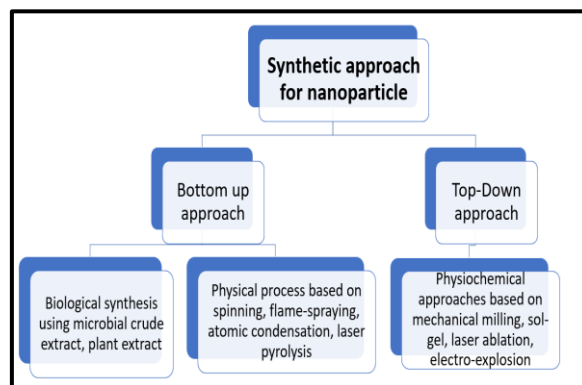 Synthetic approach
for nanoparticle
Bottom up
approach
Top-Down
approach
Biological synthesis
using microbial crude
extract, plant extract
Physical process based on
spinning, flame-spraying,
atomic condensation, laser
pyrolysis
Physiochemical
approaches based on
mechanical milling, sol-
gel, laser ablation,
electro-explosion